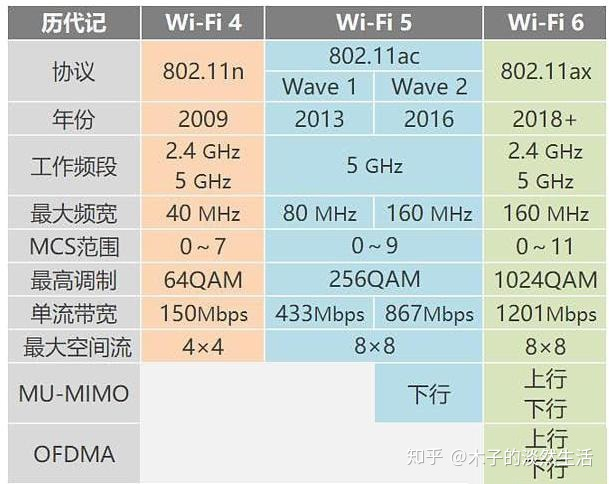 历代记 Wi-Fi 4 Wi-Fi 5 Wi-Fi 6
协议 802.11n 802.11ac 802.11ax
Wave 1 Wave 2
年份 2009 2013 2016 2018+
工作频段 2.4 GHz 5 GHz 2.4 GHz
5 GHz 5 GHz
最大频宽 40 MHz 80 MHz 160 MHz 160 MHz
MCS范围 0~7 0~9 0~11
最高调制 64QAM 256QAM 1024QAM
单流带宽 150Mbps 433Mbps 867Mbps 1201Mbps
最大空间流 4×4 8×8 8×8
MU-MIMO 下行 上行
下行
OFDMA 上行
下行
知乎 @木子的淡然生活